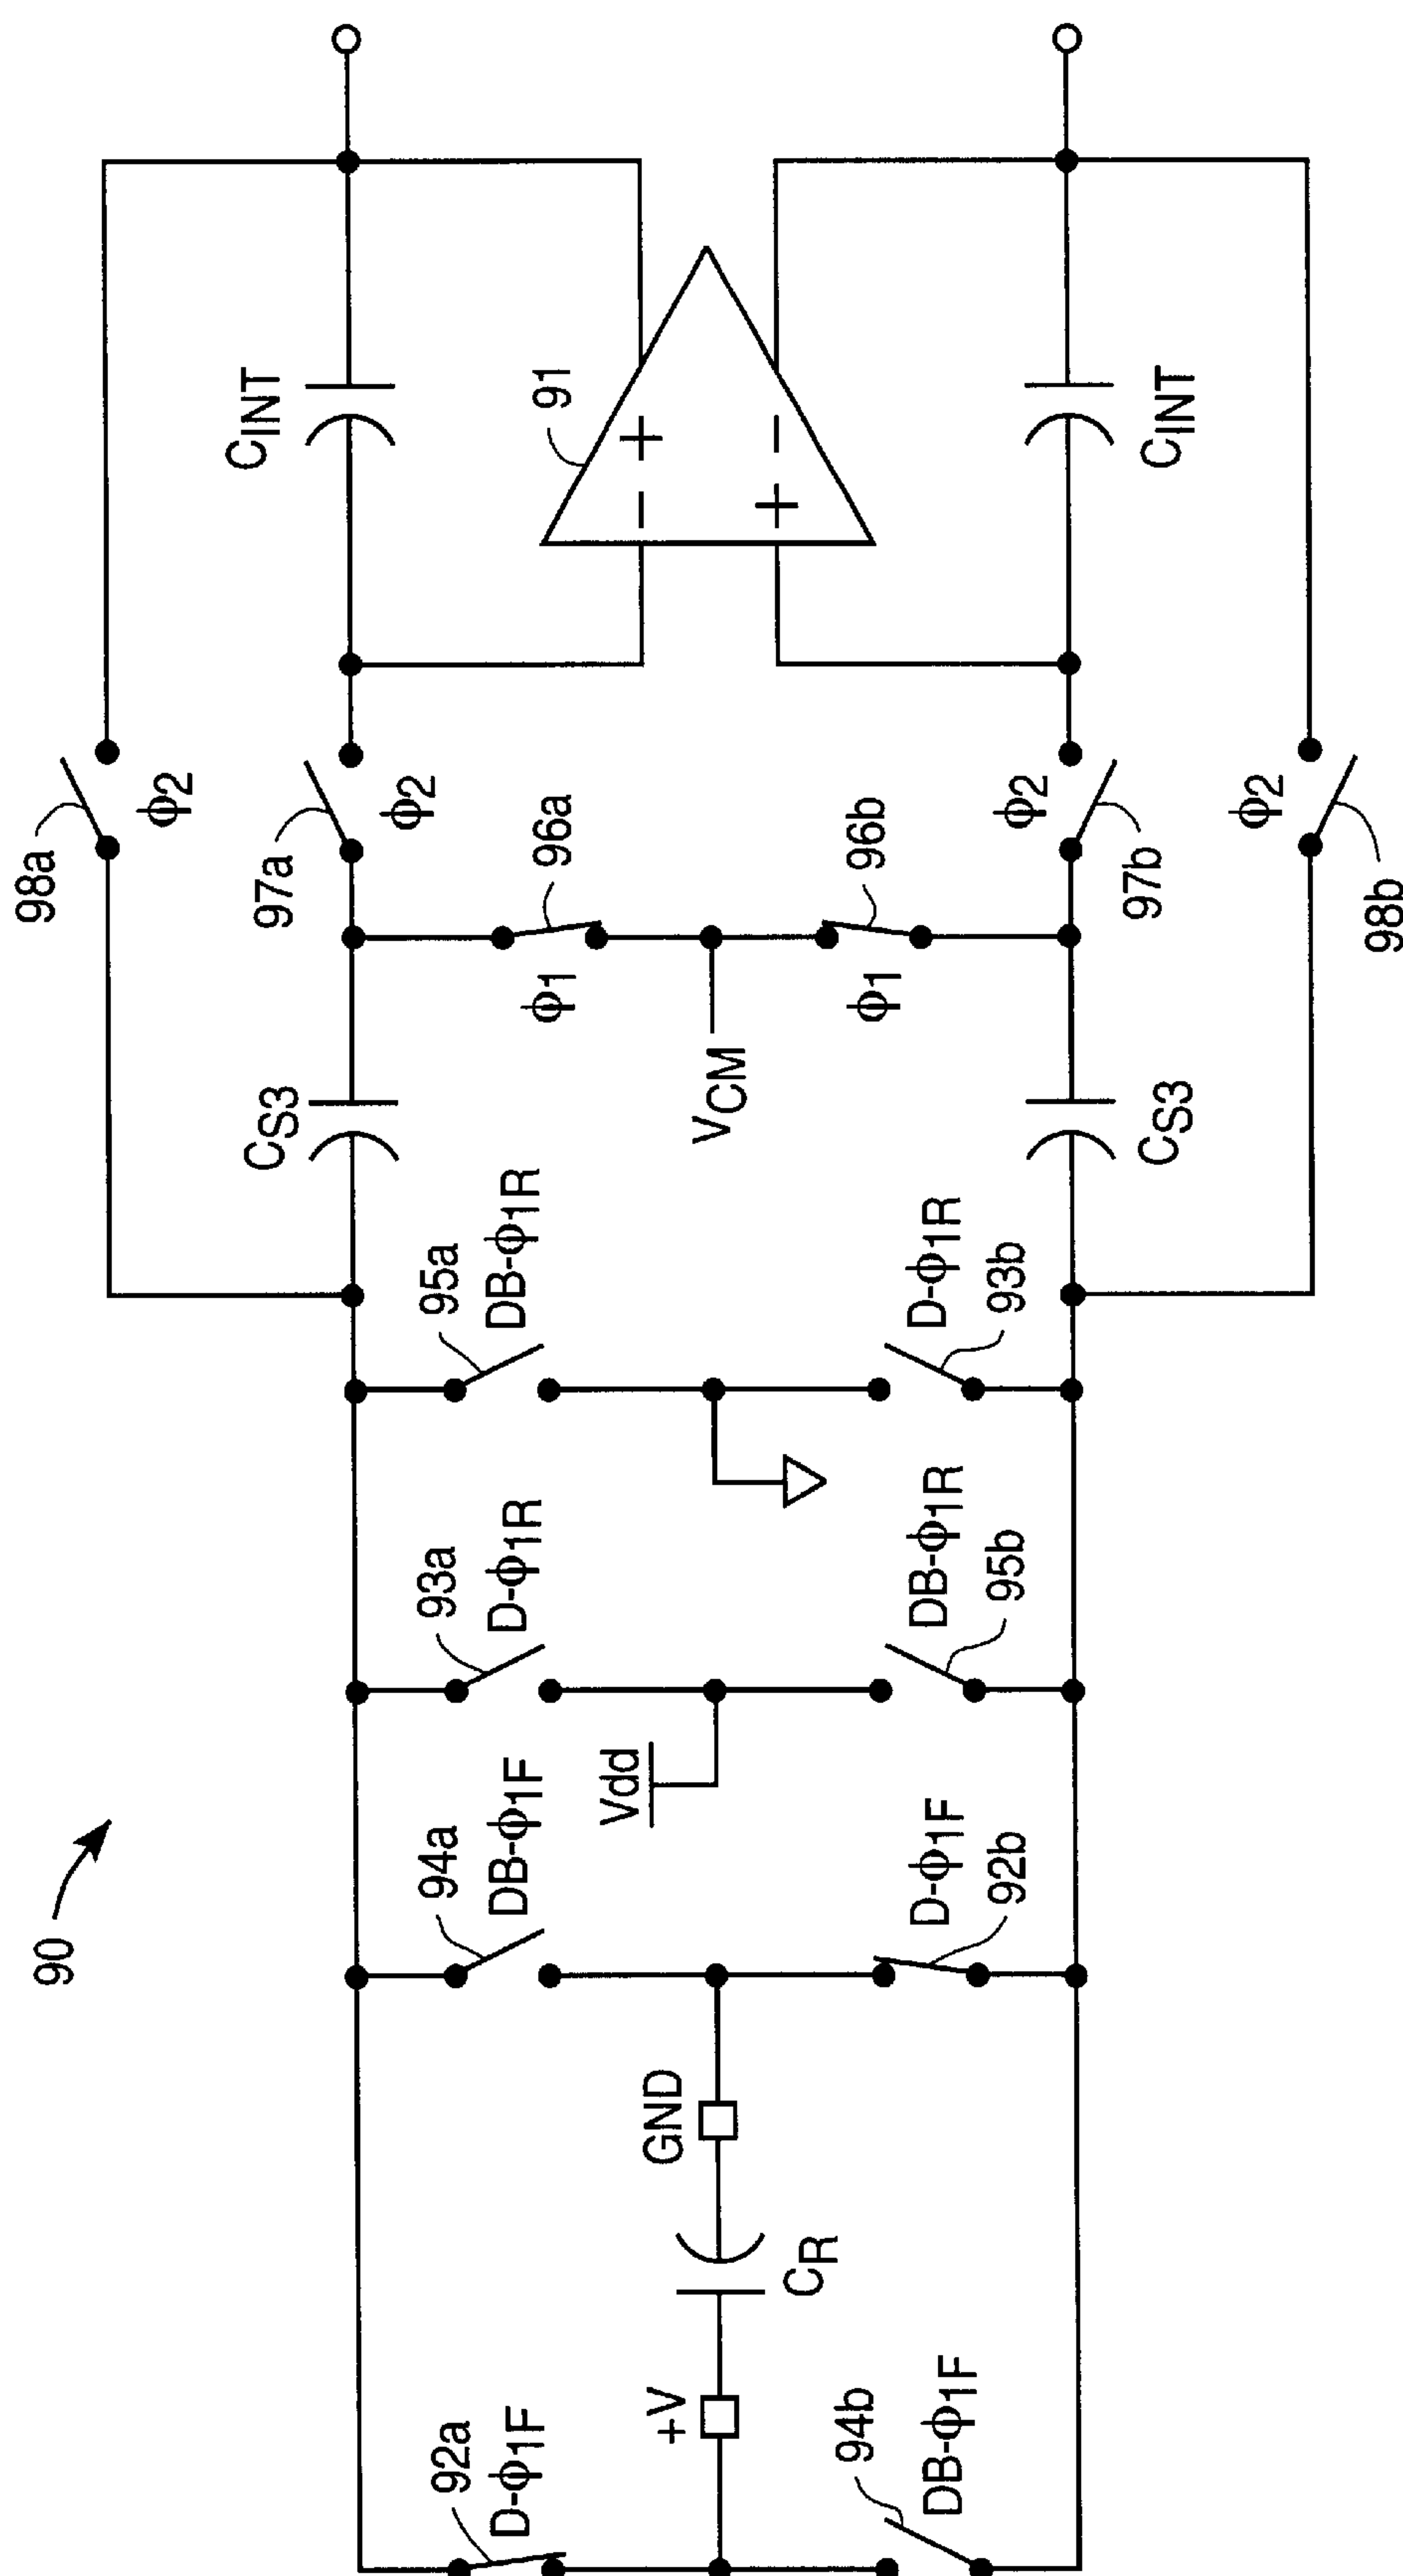 90
98a
ϕ2
97a
ϕ2
CINT
91
96a
ϕ1
CS3
VCM
95a
DB-ϕ1R
93a
D-ϕ1R
94a
DB-ϕ1F
Vdd
92a
D-ϕ1F
+V
GND
CR
94b
DB-ϕ1F
D-ϕ1F
92b
DB-ϕ1R
95b
D-ϕ1R
93b
CS3
ϕ1
96b
ϕ2
97b
CINT
ϕ2
98b
− +
+ −